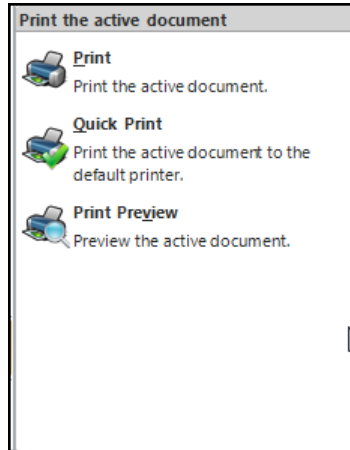 Print the active document
Print
Print the active document.
Quick Print
Print the active document to the
default printer.
Print Preview
Preview the active document.